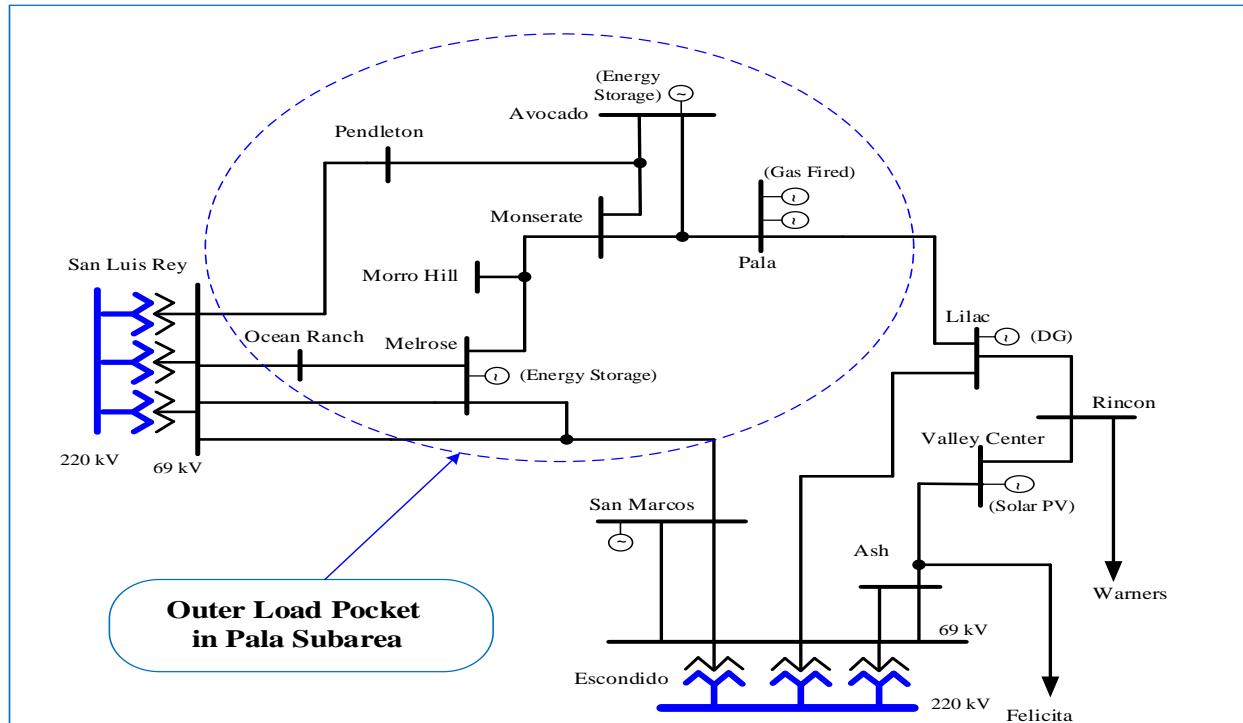 (Energy
Storage)
Avocado
Pendleton
(Gas Fired)
Monserate
Pala
San Luis Rey
Morro Hill
Ocean Ranch
Melrose
Lilac
(DG)
(Energy Storage)
Rincon
Valley Center
220 kV
69 kV
San Marcos
(Solar PV)
Ash
Warners
Outer Load Pocket
in Pala Subarea
69 kV
Escondido
220 kV
Felicita